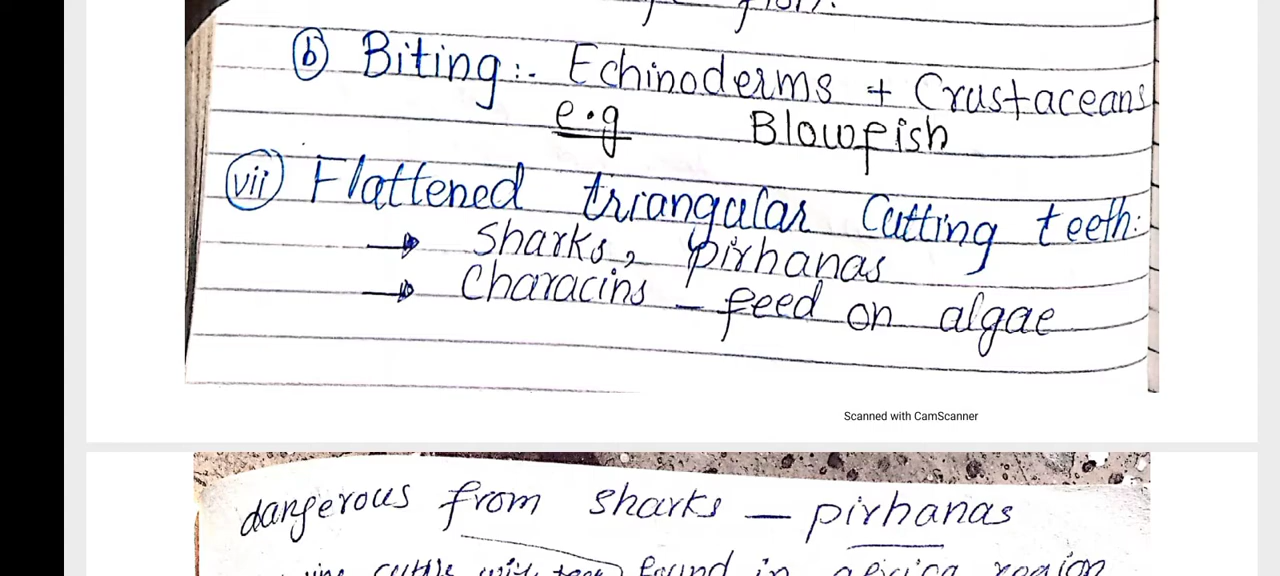 ⓑ Biting:- Echinoderms + Crustaceans
e.g Blowfish
(vii) Flattened triangular Cutting teeth:
→ Sharks, pirhanas
→ Characins - feed on algae
Scanned with CamScanner
dangerous from sharks — pirhanas
found in region